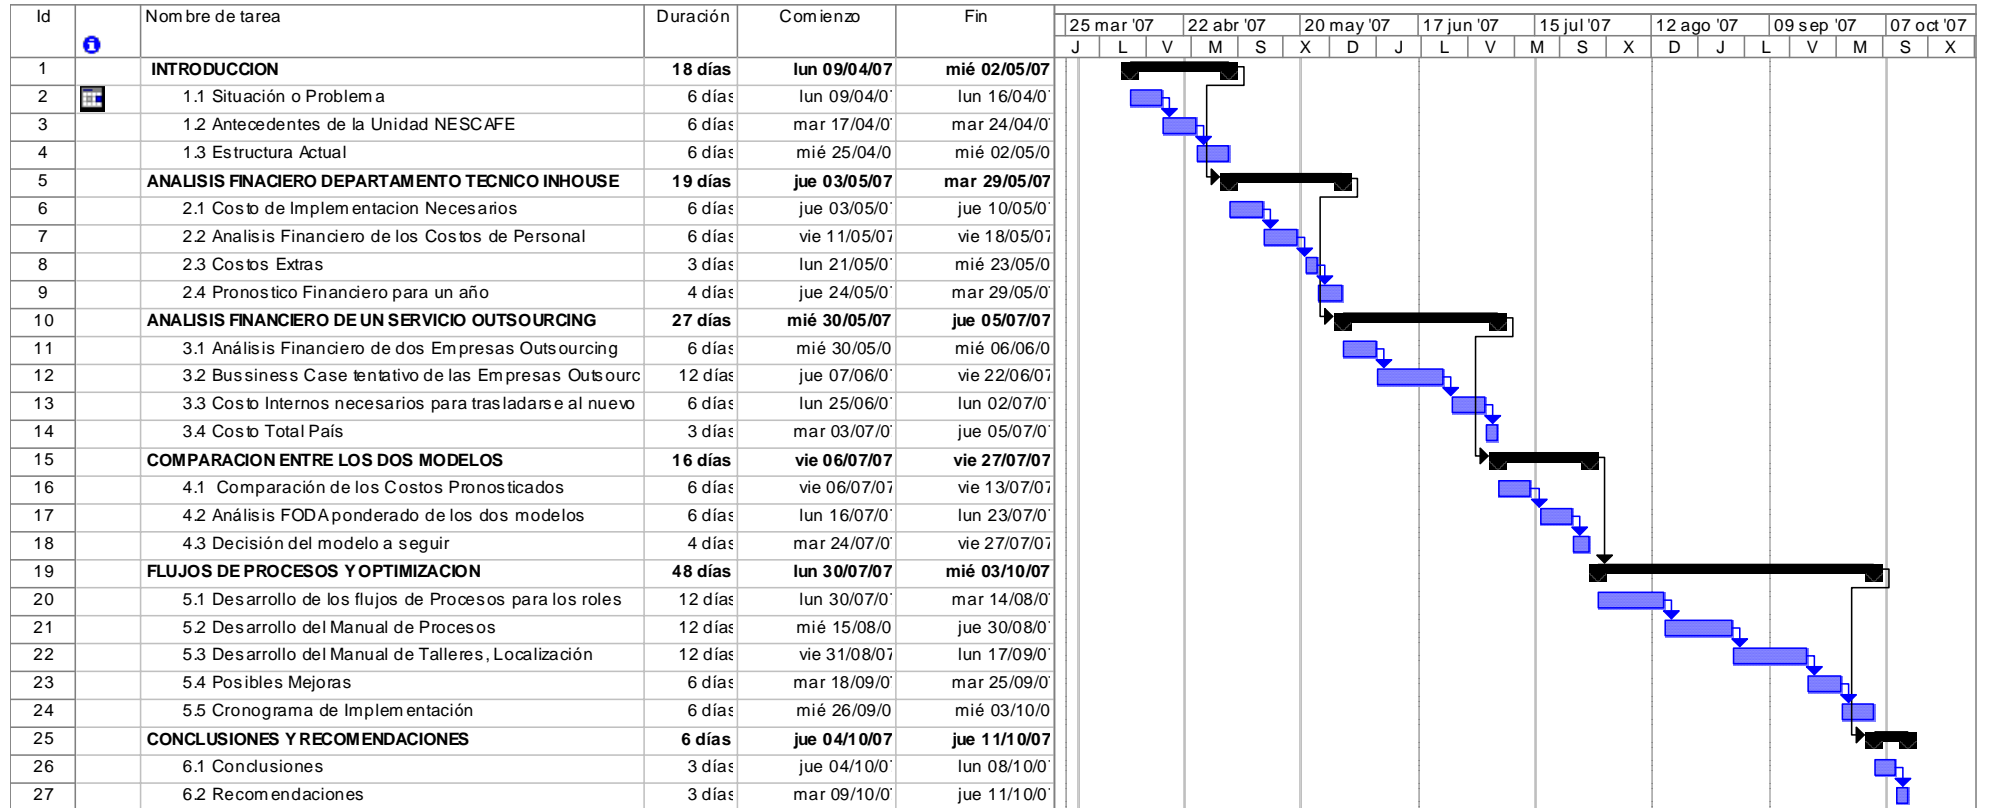 Id Nombre de tarea Duración Comienzo Fin
25 mar '07 22 abr '07 20 may '07 17 jun '07 15 jul '07 12 ago '07 09 sep '07 07 oct '07
J L V M S X D J L V M S X D J L V M S X
1 INTRODUCCION 18 días lun 09/04/07 mié 02/05/07
2 1.1 Situación o Problema 6 días lun 09/04/0 lun 16/04/0
3 1.2 Antecedentes de la Unidad NESCAFE 6 días mar 17/04/0 mar 24/04/0
4 1.3 Estructura Actual 6 días mié 25/04/0 mié 02/05/0
5 ANALISIS FINACIERO DEPARTAMENTO TECNICO INHOUSE 19 días jue 03/05/07 mar 29/05/07
6 2.1 Costo de Implementacion Necesarios 6 días jue 03/05/0 jue 10/05/0
7 2.2 Analisis Financiero de los Costos de Personal 6 días vie 11/05/07 vie 18/05/07
8 2.3 Costos Extras 3 días lun 21/05/0 mié 23/05/0
9 2.4 Pronostico Financiero para un año 4 días jue 24/05/0 mar 29/05/0
10 ANALISIS FINANCIERO DE UN SERVICIO OUTSOURCING 27 días mié 30/05/07 jue 05/07/07
11 3.1 Análisis Financiero de dos Empresas Outsourcing 6 días mié 30/05/0 mié 06/06/0
12 3.2 Bussiness Case tentativo de las Empresas Outsourc 12 días jue 07/06/0 vie 22/06/07
13 3.3 Costo Internos necesarios para trasladarse al nuevo 6 días lun 25/06/0 lun 02/07/0
14 3.4 Costo Total País 3 días mar 03/07/0 jue 05/07/0
15 COMPARACION ENTRE LOS DOS MODELOS 16 días vie 06/07/07 vie 27/07/07
16 4.1 Comparación de los Costos Pronosticados 6 días vie 06/07/07 vie 13/07/07
17 4.2 Análisis FODA ponderado de los dos modelos 6 días lun 16/07/0 lun 23/07/0
18 4.3 Decisión del modelo a seguir 4 días mar 24/07/0 vie 27/07/07
19 FLUJOS DE PROCESOS Y OPTIMIZACION 48 días lun 30/07/07 mié 03/10/07
20 5.1 Desarrollo de los flujos de Procesos para los roles 12 días lun 30/07/0 mar 14/08/0
21 5.2 Desarrollo del Manual de Procesos 12 días mié 15/08/0 jue 30/08/0
22 5.3 Desarrollo del Manual de Talleres, Localización 12 días vie 31/08/07 lun 17/09/0
23 5.4 Posibles Mejoras 6 días mar 18/09/0 mar 25/09/0
24 5.5 Cronograma de Implementación 6 días mié 26/09/0 mié 03/10/0
25 CONCLUSIONES Y RECOMENDACIONES 6 días jue 04/10/07 jue 11/10/07
26 6.1 Conclusiones 3 días jue 04/10/0 lun 08/10/0
27 6.2 Recomendaciones 3 días mar 09/10/0 jue 11/10/0